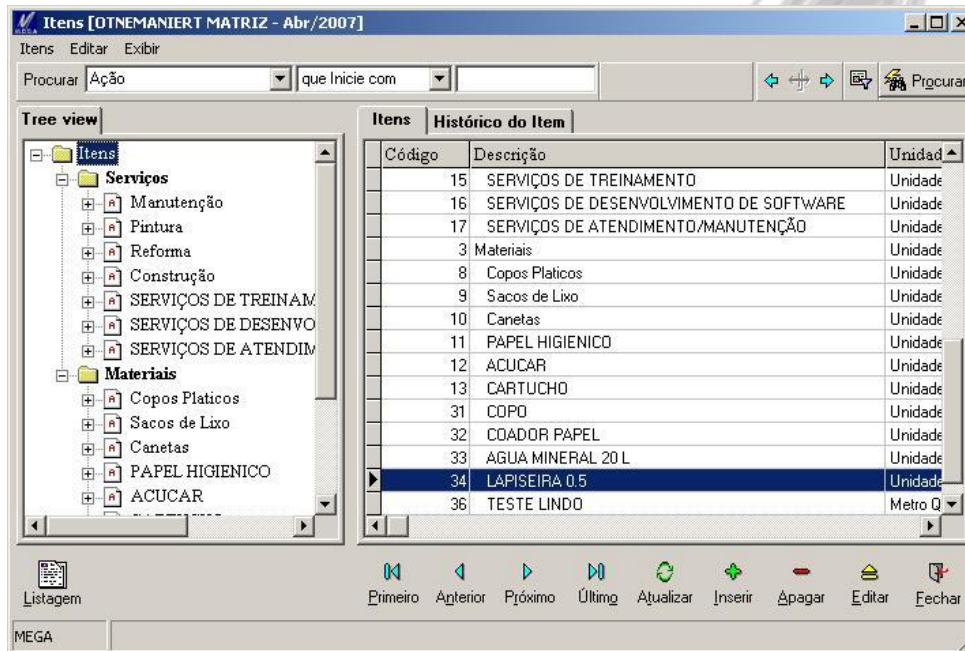 Itens [OTNEMANIERT MATRIZ - Abr/2007]
Itens Editar Exibir
Procurar Ação que Inicie com Procurar
Tree view
Itens
Serviços
Manutenção
Pintura
Reforma
Construção
SERVIÇOS DE TREINAM
SERVIÇOS DE DESENVO
SERVIÇOS DE ATENDIM
Materiais
Copos Platicos
Sacos de Lixo
Canetas
PAPEL HIGIENICO
ACUCAR
Itens Histórico do Item
Código Descrição Unidad
15 SERVIÇOS DE TREINAMENTO Unidade
16 SERVIÇOS DE DESENVOLVIMENTO DE SOFTWARE Unidade
17 SERVIÇOS DE ATENDIMENTO/MANUTENÇÃO Unidade
3 Materiais Unidade
8 Copos Platicos Unidade
9 Sacos de Lixo Unidade
10 Canetas Unidade
11 PAPEL HIGIENICO Unidade
12 ACUCAR Unidade
13 CARTUCHO Unidade
31 COPO Unidade
32 COADOR PAPEL Unidade
33 AGUA MINERAL 20 L Unidade
34 LAPISEIRA 0.5 Unidade
36 TESTE LINDO Metro Q
Listagem Primeiro Anterior Próximo Último Atualizar Inserir Apagar Editar Fechar
MEGA